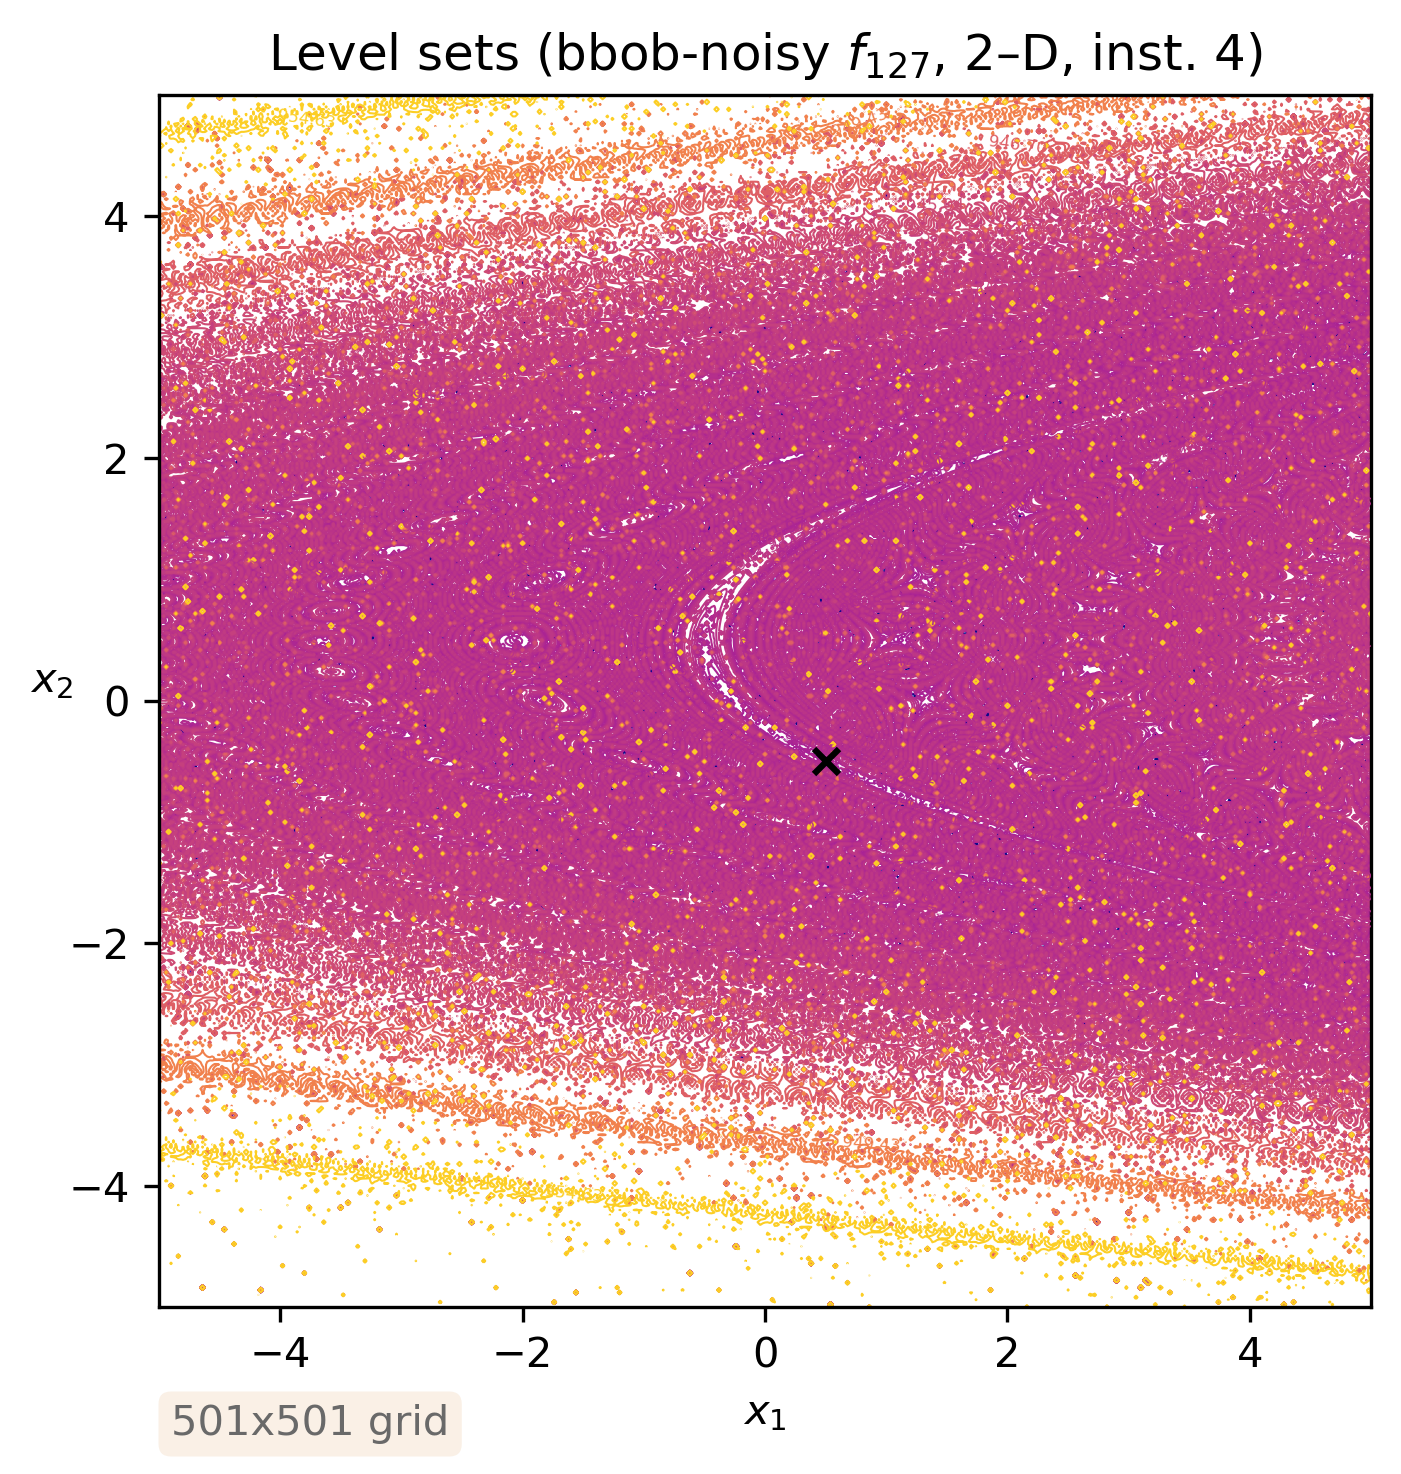 Level sets (bbob-noisy f₁₂₇, 2–D, inst. 4)
4
2
0
−2
−4
x₂
−4
−2
0
2
4
x₁
501x501 grid